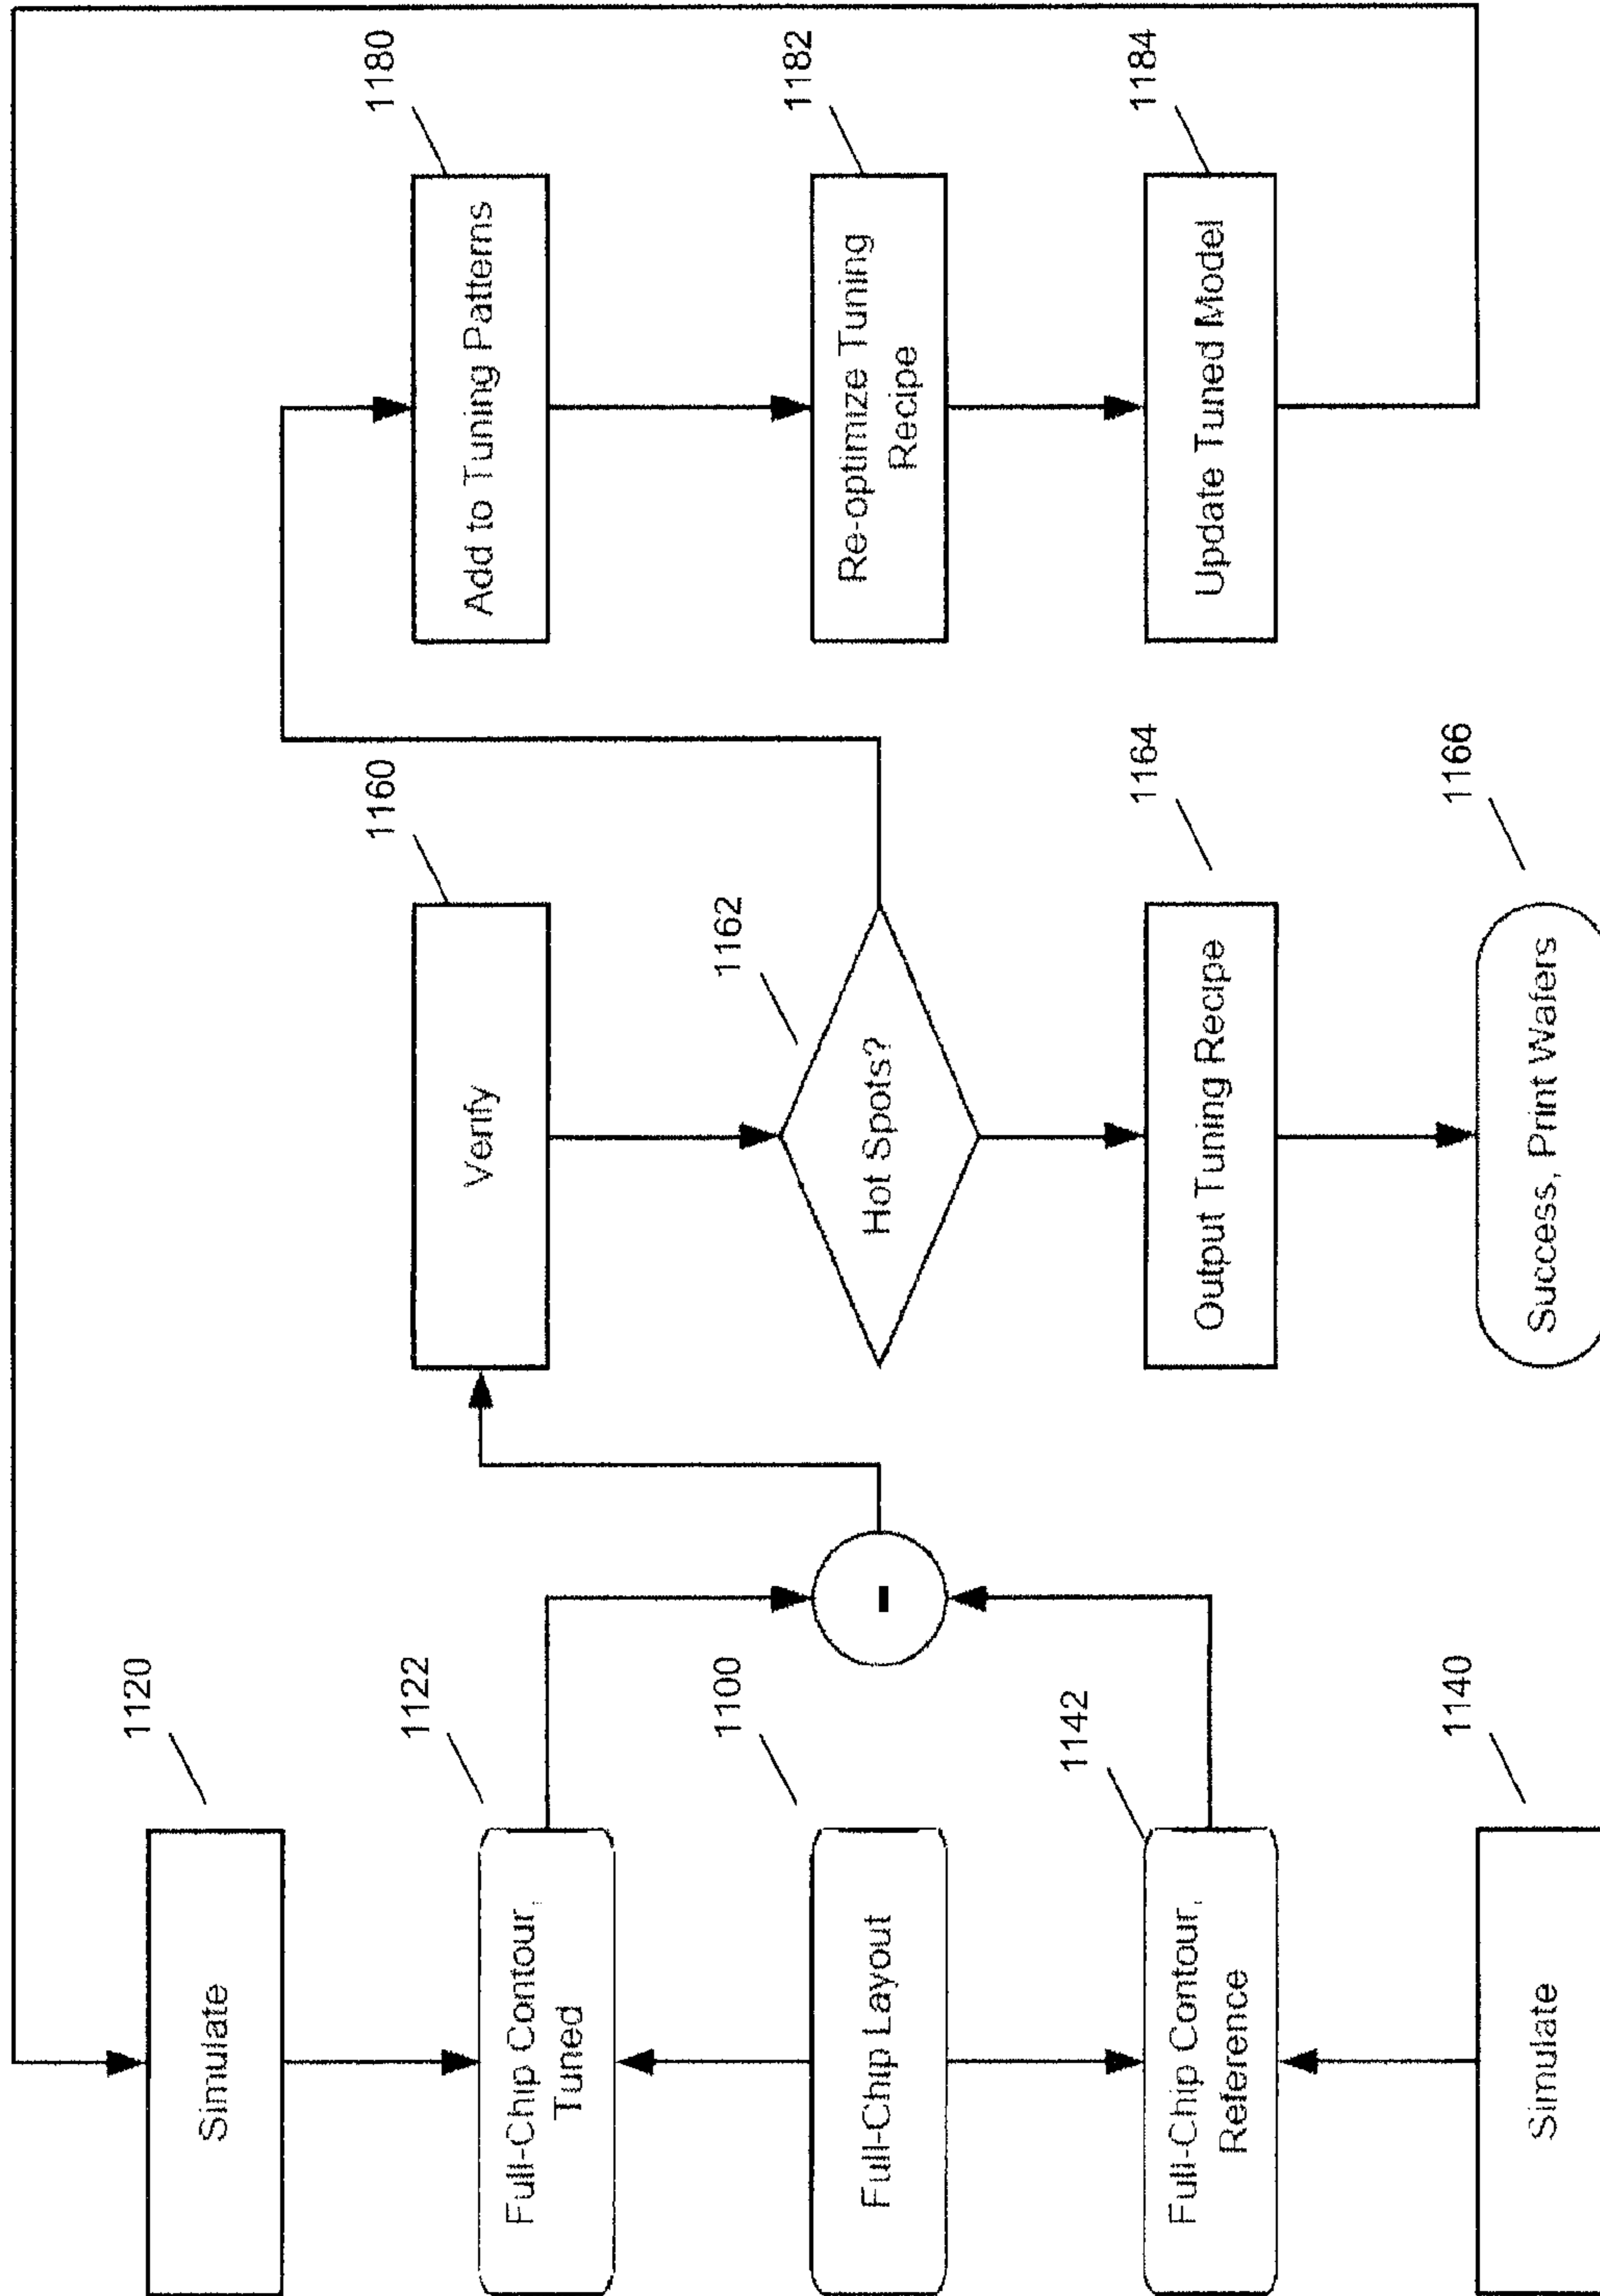 1120
Simulate
1122
Full-Chip Contour,
Tuned
1100
Full-Chip Layout
1142
Full-Chip Contour,
Reference
1140
Simulate
-
1160
Verify
1162
Hot Spots?
1164
Output Tuning Recipe
1166
Success, Print Wafers
1180
Add to Tuning Patterns
1182
Re-optimize Tuning
Recipe
1184
Update Tuned Model